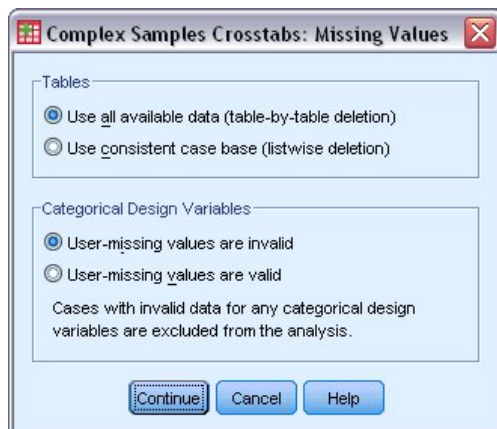 Complex Samples Crosstabs: Missing Values
Tables
Use all available data (table-by-table deletion)
Use consistent case base (listwise deletion)
Categorical Design Variables
User-missing values are invalid
User-missing values are valid
Cases with invalid data for any categorical design
variables are excluded from the analysis.
Continue Cancel Help